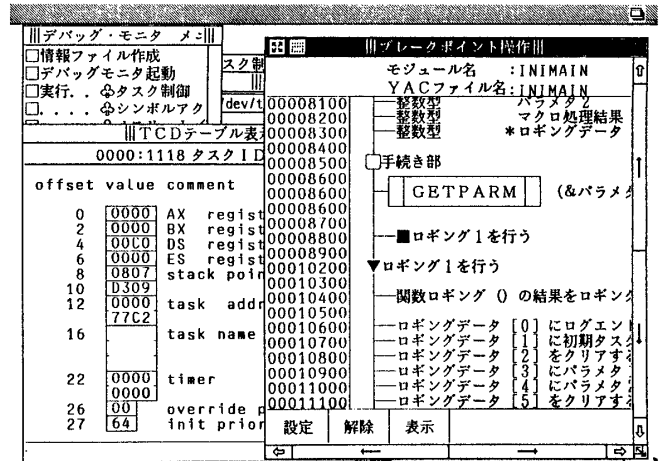 デバッグ・モニタ メニ
□情報ファイル作成
□デバッグモニタ起動
□実行. . ♧タスク制御
□. . . . ♧シンボルアク
スク制
/dev/t
TCDテーブル表
0000:1118 タスクID
offset value comment
0 0000 AX regist
2 0000 BX regist
4 00C0 DS regist
6 0000 ES regist
8 0807 stack poin
10 D309
12 0000 task addr
77C2
16 task name
22 0000 timer
0000
26 00 override p
27 64 init prior
ブレークポイント操作
モジュール名 :INIMAIN
YACファイル名:INIMAIN
00008100 整数型 パラメタ2
00008200 整数型 マクロ処理結果
00008300 整数型 *ロギングデータ
00008400
00008500 手続き部
00008600
00008600 GETPARM (&パラメタ
00008600
00008700
00008800 ■ロギング1を行う
00008900
00010200 ▼ロギング1を行う
00010300
00010400 関数ロギング () の結果をロギング
00010500
00010600 ロギングデータ [0] にログエント
00010700 ロギングデータ [1] に初期タスク
00010800 ロギングデータ [2] をクリアする
00010900 ロギングデータ [3] にパラメタ
00011000 ロギングデータ [4] にパラメタ
00011100 ロギングデータ [5] をクリアする
設定 解除 表示